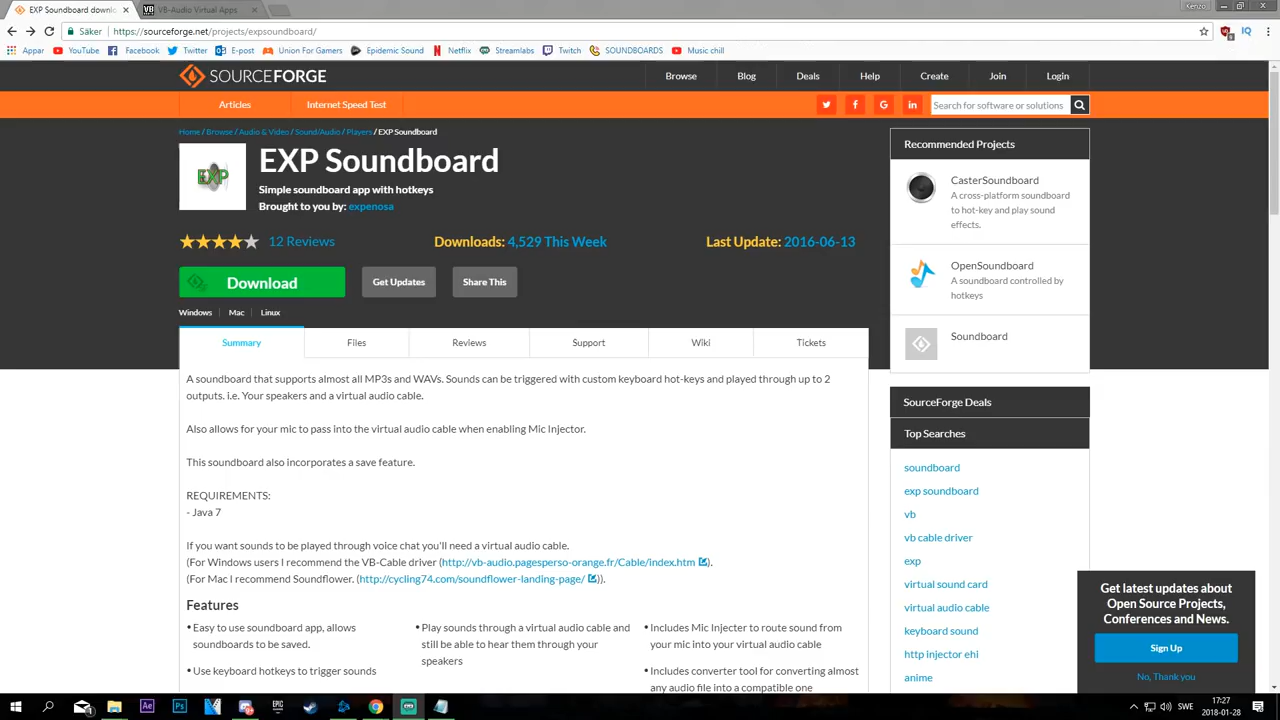 EXP Soundboard downl
VB-Audio Virtual Apps
Kenzo
Säker
https://sourceforge.net/projects/expsoundboard/
Appar YouTube Facebook Twitter E-post Union For Gamers Epidemic Sound Netflix Streamlabs Twitch SOUNDBOARDS Music chill
SOURCEFORGE
Browse Blog Deals Help Create Join Login
Articles Internet Speed Test
Search for software or solutions
Home / Browse / Audio & Video / Sound/Audio / Players / EXP Soundboard
EXP
EXP Soundboard
Simple soundboard app with hotkeys
Brought to you by: expenosa
12 Reviews
Downloads: 4,529 This Week
Last Update: 2016-06-13
Download
Get Updates
Share This
Windows Mac Linux
Summary Files Reviews Support Wiki Tickets
A soundboard that supports almost all MP3s and WAVs. Sounds can be triggered with custom keyboard hot-keys and played through up to 2
outputs. i.e. Your speakers and a virtual audio cable.
Also allows for your mic to pass into the virtual audio cable when enabling Mic Injector.
This soundboard also incorporates a save feature.
REQUIREMENTS:
- Java 7
If you want sounds to be played through voice chat you'll need a virtual audio cable.
(For Windows users I recommend the VB-Cable driver (http://vb-audio.pagesperso-orange.fr/Cable/index.htm ).
(For Mac I recommend Soundflower. (http://cycling74.com/soundflower-landing-page/ )).
Features
• Easy to use soundboard app, allows
soundboards to be saved.
• Use keyboard hotkeys to trigger sounds
• Play sounds through a virtual audio cable and
still be able to hear them through your
speakers
• Includes Mic Injecter to route sound from
your mic into your virtual audio cable
• Includes converter tool for converting almost
any audio file into a compatible one
Recommended Projects
CasterSoundboard
A cross-platform soundboard
to hot-key and play sound
effects.
OpenSoundboard
A soundboard controlled by
hotkeys
Soundboard
SourceForge Deals
Top Searches
soundboard
exp soundboard
vb
vb cable driver
exp
virtual sound card
virtual audio cable
keyboard sound
http injector ehi
anime
Get latest updates about
Open Source Projects,
Conferences and News.
Sign Up
No, Thank you
SWE
17:27
2018-01-28